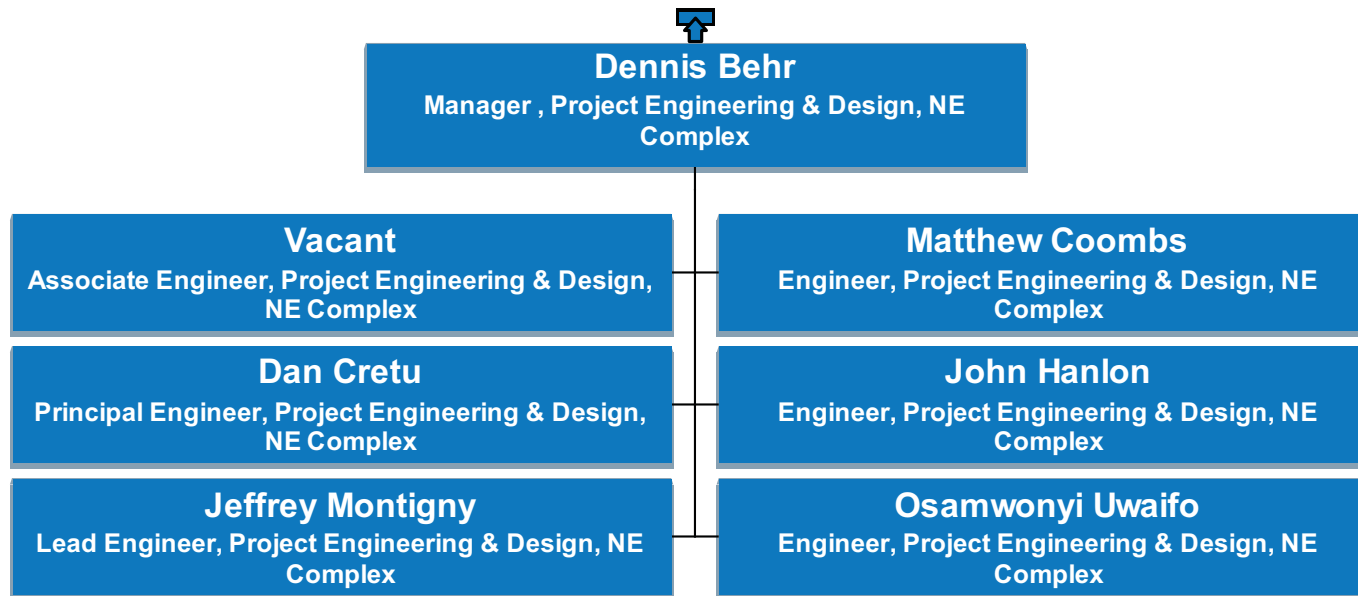 Dennis Behr
Manager , Project Engineering & Design, NE
Complex
Vacant
Associate Engineer, Project Engineering & Design,
NE Complex
Matthew Coombs
Engineer, Project Engineering & Design, NE
Complex
Dan Cretu
Principal Engineer, Project Engineering & Design,
NE Complex
John Hanlon
Engineer, Project Engineering & Design, NE
Complex
Jeffrey Montigny
Lead Engineer, Project Engineering & Design, NE
Complex
Osamwonyi Uwaifo
Engineer, Project Engineering & Design, NE
Complex